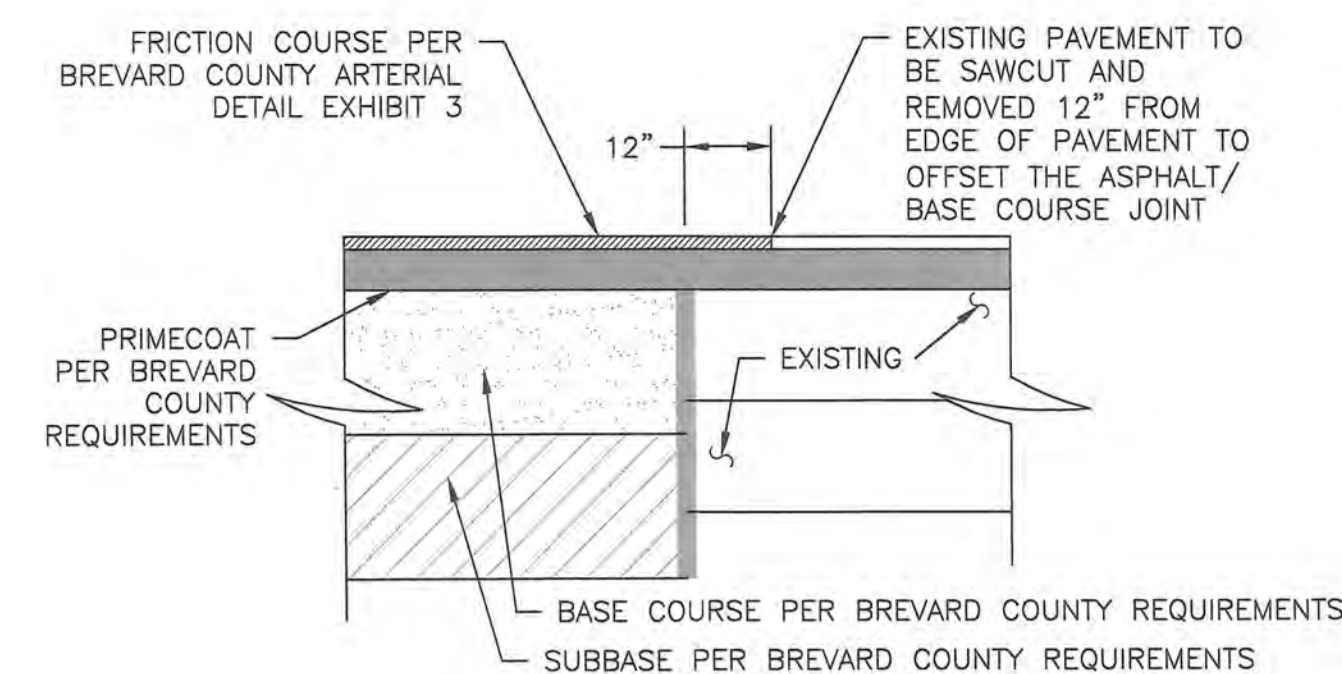 FRICTION COURSE PER
BREVARD COUNTY ARTERIAL
DETAIL EXHIBIT 3
EXISTING PAVEMENT TO
BE SAWCUT AND
REMOVED 12" FROM
EDGE OF PAVEMENT TO
OFFSET THE ASPHALT/
BASE COURSE JOINT
12"
PRIMECOAT
PER BREVARD
COUNTY
REQUIREMENTS
EXISTING
BASE COURSE PER BREVARD COUNTY REQUIREMENTS
SUBBASE PER BREVARD COUNTY REQUIREMENTS